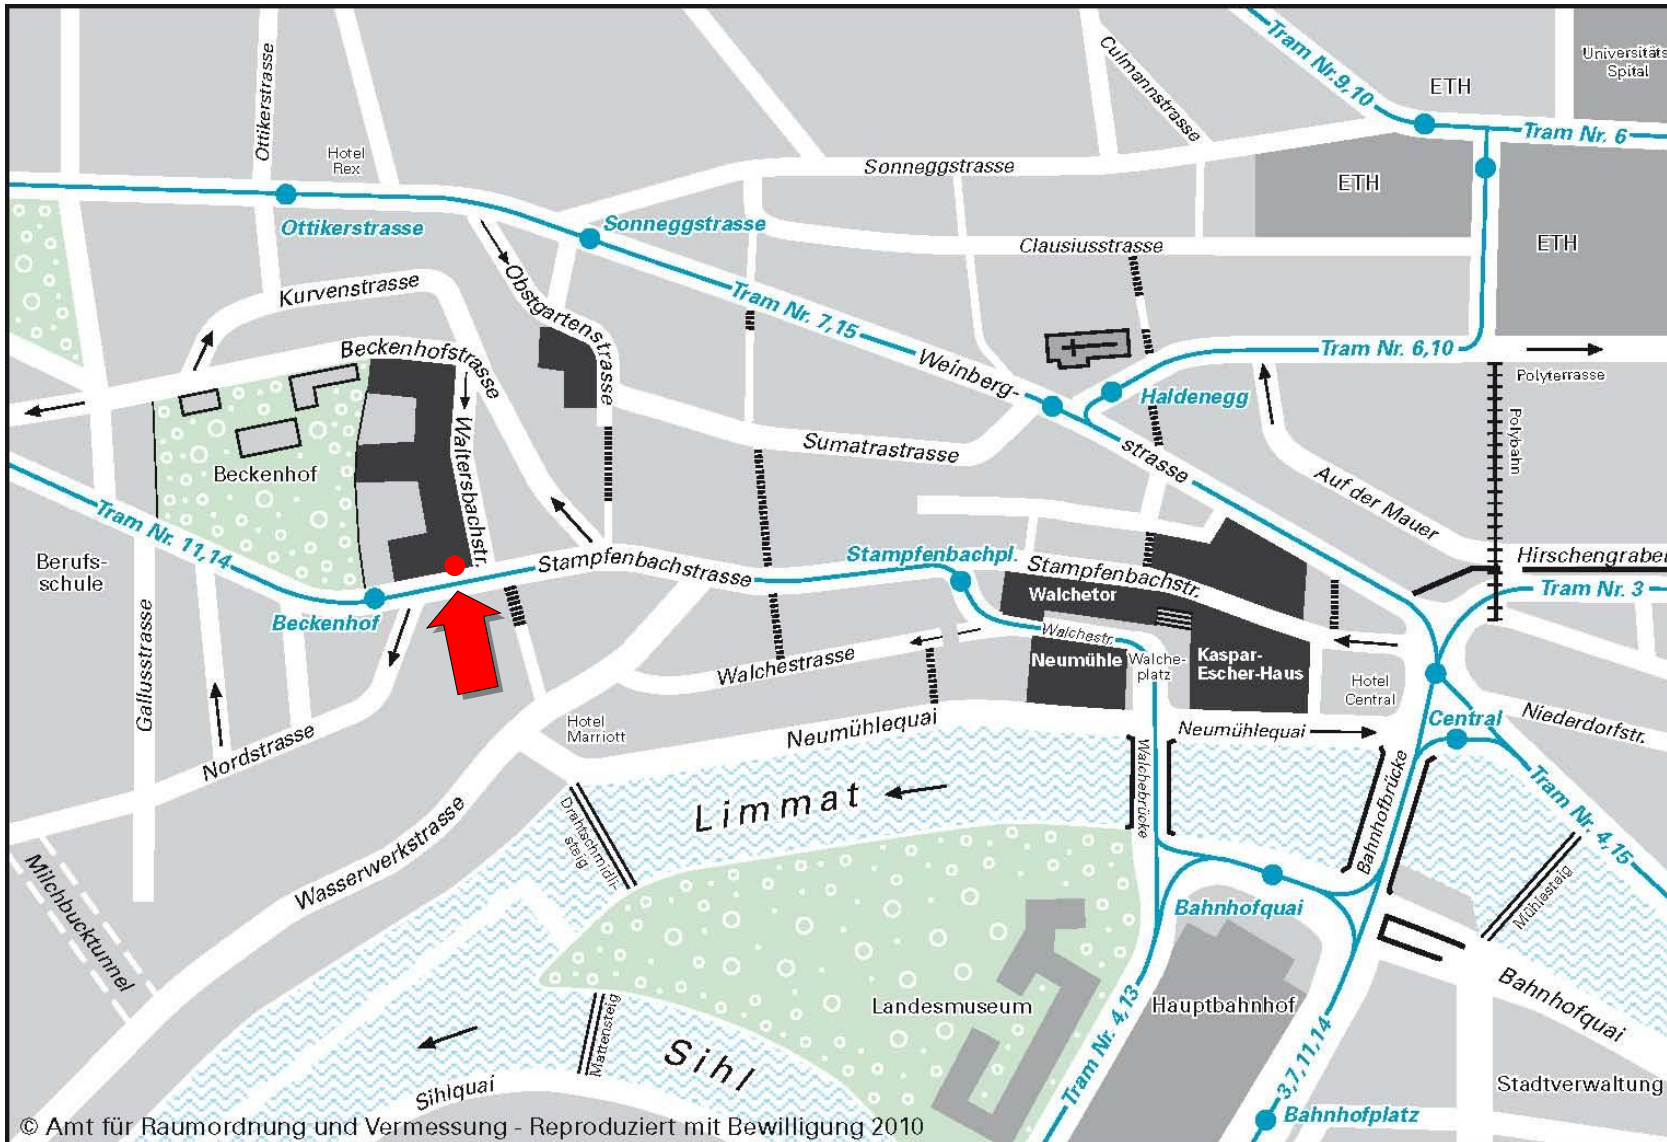 Tram Nr.9,10
ETH
Universitäts
Spital
Culmannstrasse
Ottikerstrasse
Tram Nr. 6
Hotel
Rex
Sonneggstrasse
ETH
Ottikerstrasse
Sonneggstrasse
Clausiusstrasse
ETH
Kurvenstrasse
Obstgartenstrasse
Tram Nr. 7,15
Beckenhofstrasse
Weinberg-
Tram Nr. 6,10
Polyterrasse
Haldenegg
Polybahn
Waltersbachstr.
Sumatrastrasse
strasse
Beckenhof
Auf der Mauer
Tram Nr. 11,14
Berufs-
schule
Stampfenbachstrasse
Stampfenbachpl.
Stampfenbachstr.
Hirschengraben
Walchetor
Tram Nr. 3
Beckenhof
Gallusstrasse
Walchestr.
Walchestrasse
Neumühle
Walche-
platz
Kaspar-
Escher-Haus
Hotel
Central
Nordstrasse
Hotel
Marriott
Neumühlequai
Neumühlequai
Central
Niederdorfstr.
Walchebrücke
Bahnhofbrücke
Limmat
Drahtschmidli-
steig
Wasserwerkstrasse
Tram Nr. 4,15
Milchbucktunnel
Mühlesteig
Bahnhofquai
Landesmuseum
Hauptbahnhof
Bahnhofquai
Mattensteig
Tram Nr. 4,13
Sihl
Sihlquai
3,7,11,14
Stadtverwaltung
Bahnhofplatz
© Amt für Raumordnung und Vermessung - Reproduziert mit Bewilligung 2010